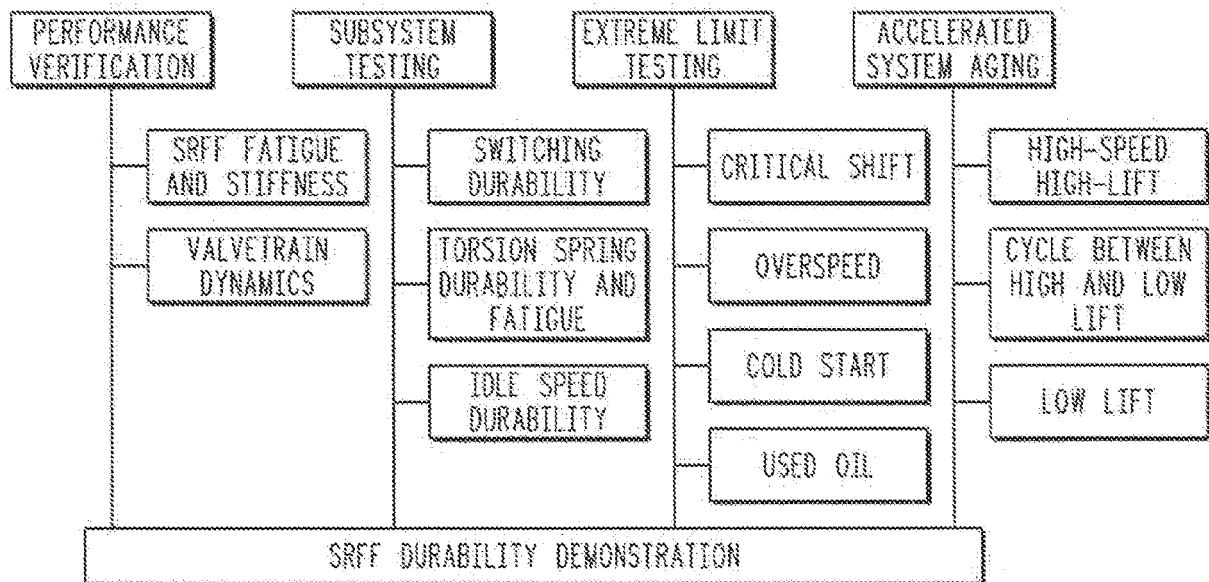 PERFORMANCE
VERIFICATION
SUBSYSTEM
TESTING
EXTREME LIMIT
TESTING
ACCELERATED
SYSTEM AGING
SRFF FATIGUE
AND STIFFNESS
VALVETRAIN
DYNAMICS
SWITCHING
DURABILITY
TORSION SPRING
DURABILITY AND
FATIGUE
IDLE SPEED
DURABILITY
CRITICAL SHIFT
OVERSPEED
COLD START
USED OIL
HIGH-SPEED
HIGH-LIFT
CYCLE BETWEEN
HIGH AND LOW
LIFT
LOW LIFT
SRFF DURABILITY DEMONSTRATION